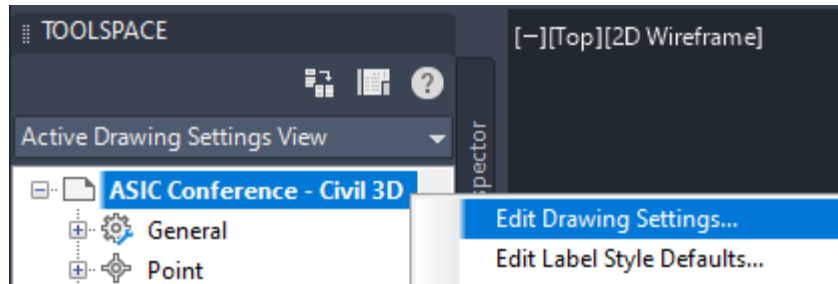 TOOLSPACE
[−][Top][2D Wireframe]
?
Active Drawing Settings View
spector
ASIC Conference - Civil 3D
General
Point
Edit Drawing Settings...
Edit Label Style Defaults...